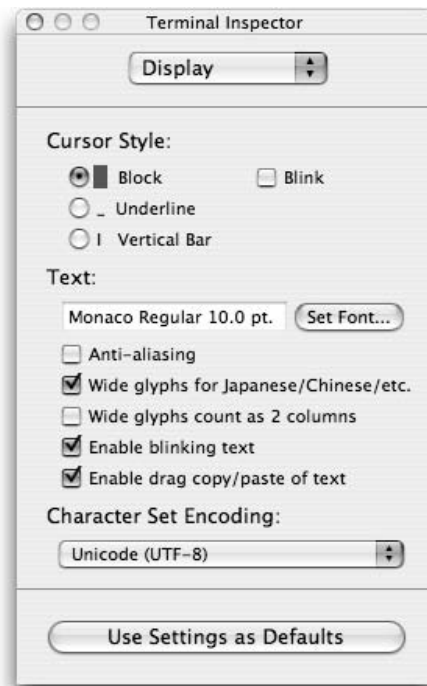 Terminal Inspector
Display
Cursor Style:
Block
Blink
_ Underline
| Vertical Bar
Text:
Monaco Regular 10.0 pt.
Set Font...
Anti-aliasing
Wide glyphs for Japanese/Chinese/etc.
Wide glyphs count as 2 columns
Enable blinking text
Enable drag copy/paste of text
Character Set Encoding:
Unicode (UTF-8)
Use Settings as Defaults